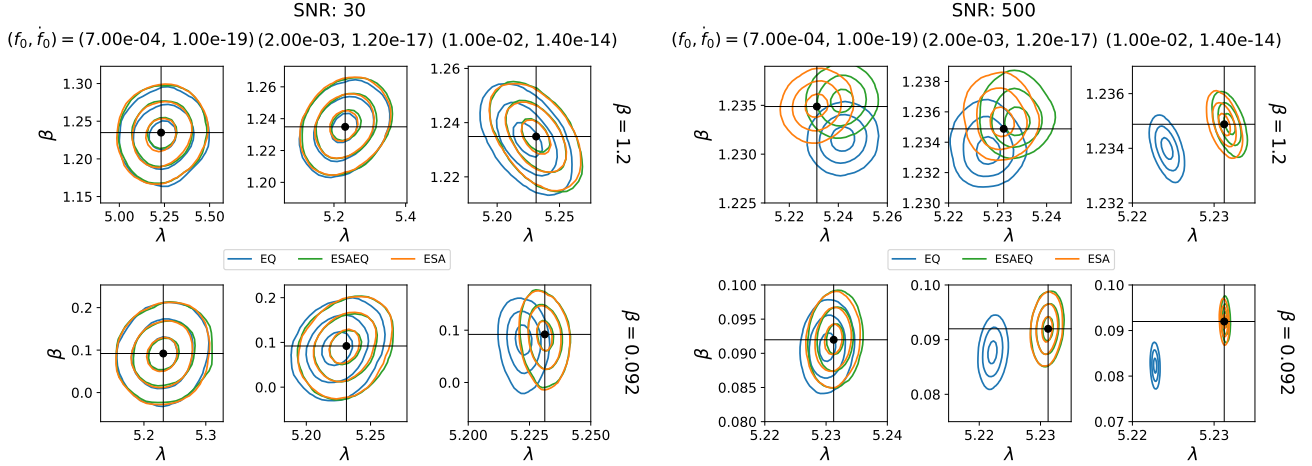 SNR: 30
(f₀, ḟ₀) = (7.00e-04, 1.00e-19) (2.00e-03, 1.20e-17) (1.00e-02, 1.40e-14)
1.30
1.25
1.20
1.15
β
5.00 5.25 5.50
λ
1.26
1.24
1.22
1.20
5.2 5.4
λ
1.26
1.24
1.22
5.20 5.25
λ
β = 1.2
EQ ESAEQ ESA
0.2
0.1
0.0
β
5.2 5.3
λ
0.2
0.1
0.0
5.20 5.25
λ
0.1
0.0
5.200 5.225 5.250
λ
β = 0.092
SNR: 500
(f₀, ḟ₀) = (7.00e-04, 1.00e-19) (2.00e-03, 1.20e-17) (1.00e-02, 1.40e-14)
1.235
1.230
1.225
β
5.22 5.24 5.26
λ
1.238
1.235
1.233
1.230
5.22 5.23 5.24
λ
1.236
1.234
1.232
5.22 5.23
λ
β = 1.2
EQ ESAEQ ESA
0.100
0.095
0.090
0.085
0.080
β
5.22 5.23 5.24
λ
0.10
0.09
0.08
5.22 5.23
λ
0.10
0.09
0.08
0.07
5.22 5.23
λ
β = 0.092